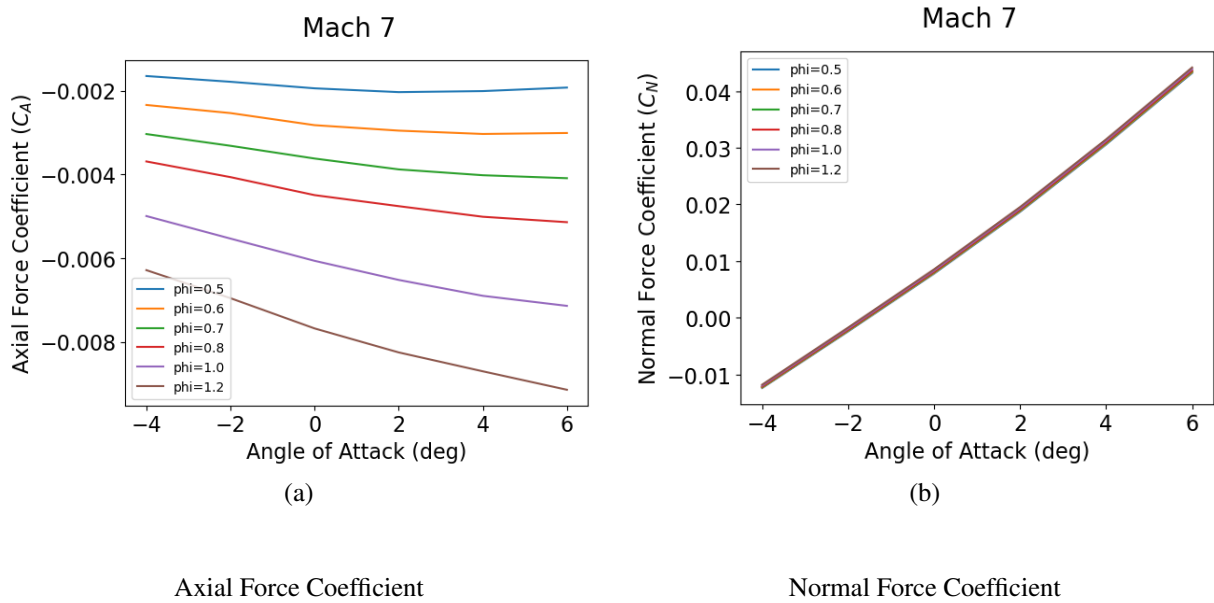 Mach 7
Axial Force Coefficient (C_A)
−0.002
−0.004
−0.006
−0.008
phi=0.5
phi=0.6
phi=0.7
phi=0.8
phi=1.0
phi=1.2
−4 −2 0 2 4 6
Angle of Attack (deg)
(a)
Axial Force Coefficient
Mach 7
Normal Force Coefficient (C_N)
0.04
0.03
0.02
0.01
0.00
−0.01
phi=0.5
phi=0.6
phi=0.7
phi=0.8
phi=1.0
phi=1.2
−4 −2 0 2 4 6
Angle of Attack (deg)
(b)
Normal Force Coefficient